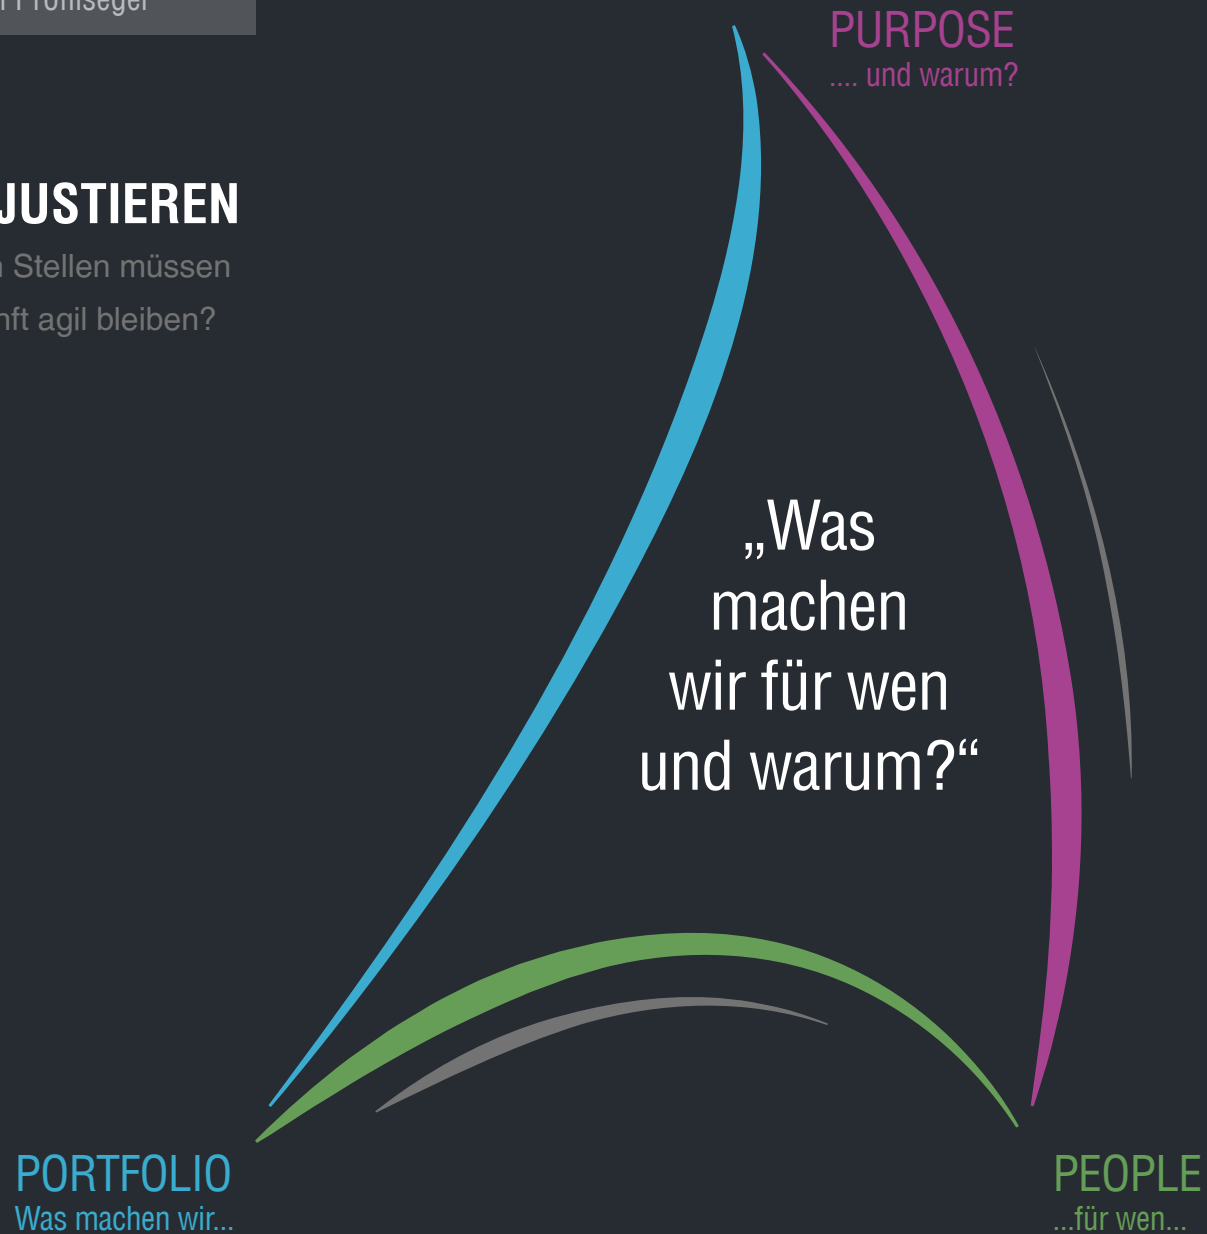 Profilsegel
PURPOSE
.... und warum?
JUSTIEREN
Stellen müssen
agil bleiben?
„Was
machen
wir für wen
und warum?“
PORTFOLIO
Was machen wir...
PEOPLE
...für wen...